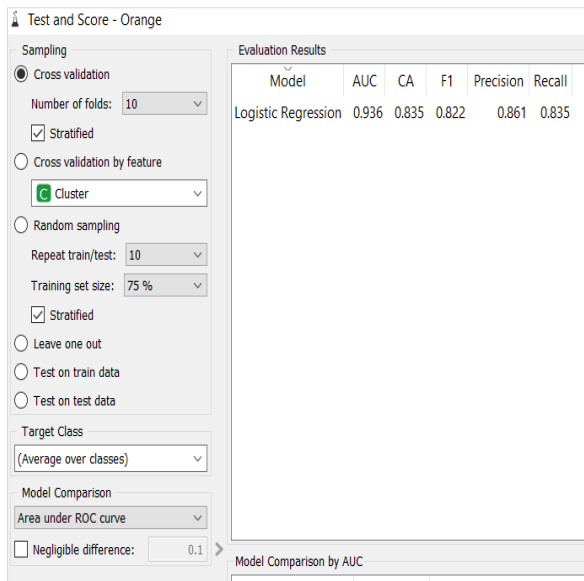 Test and Score - Orange
Sampling
Cross validation
Number of folds: 10
Stratified
Cross validation by feature
C Cluster
Random sampling
Repeat train/test: 10
Training set size: 75 %
Stratified
Leave one out
Test on train data
Test on test data
Target Class
(Average over classes)
Model Comparison
Area under ROC curve
Negligible difference: 0.1
Evaluation Results
Model AUC CA F1 Precision Recall
Logistic Regression 0.936 0.835 0.822 0.861 0.835
Model Comparison by AUC